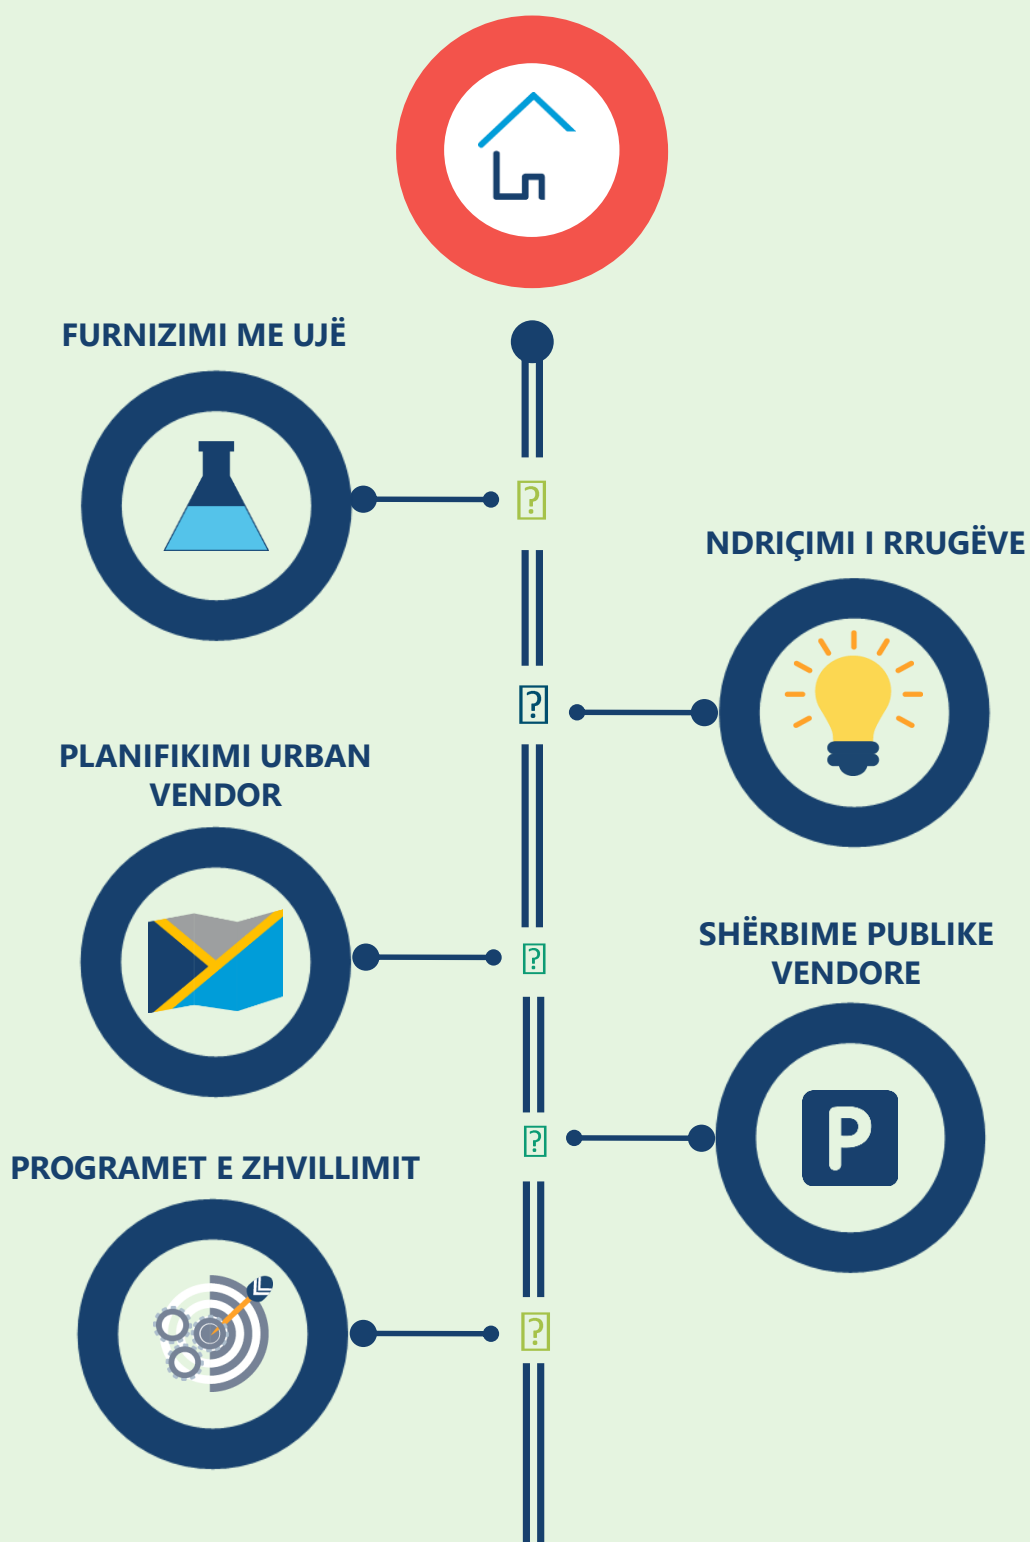 FURNIZIMI ME UJË
NDRIÇIMI I RRUGËVE
PLANIFIKIMI URBAN
VENDOR
SHËRBIME PUBLIKE
VENDORE
P
PROGRAMET E ZHVILLIMIT